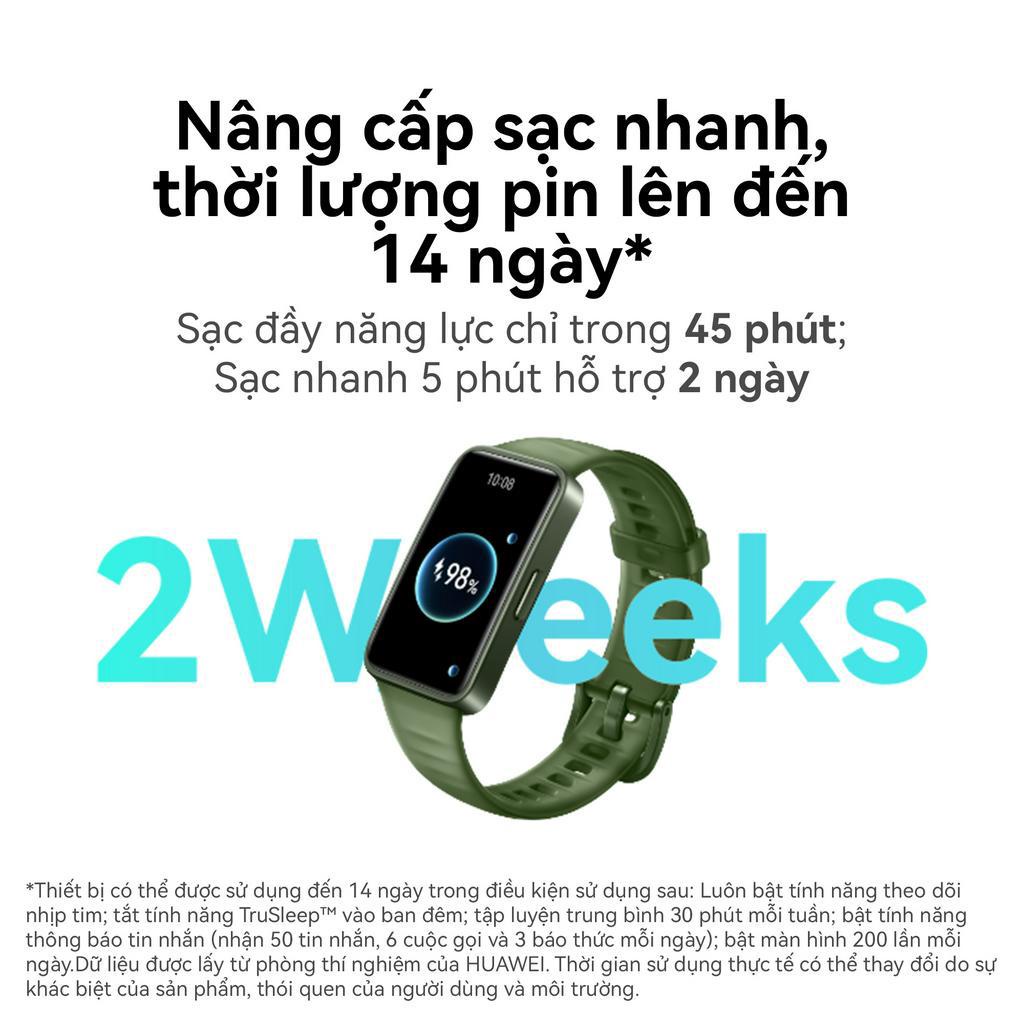 Nâng cấp sạc nhanh,
thời lượng pin lên đến
14 ngày*
Sạc đầy năng lực chỉ trong 45 phút;
Sạc nhanh 5 phút hỗ trợ 2 ngày
10:08
98%
2Weeks
*Thiết bị có thể được sử dụng đến 14 ngày trong điều kiện sử dụng sau: Luôn bật tính năng theo dõi
nhịp tim; tắt tính năng TruSleep™ vào ban đêm; tập luyện trung bình 30 phút mỗi tuần; bật tính năng
thông báo tin nhắn (nhận 50 tin nhắn, 6 cuộc gọi và 3 báo thức mỗi ngày); bật màn hình 200 lần mỗi
ngày.Dữ liệu được lấy từ phòng thí nghiệm của HUAWEI. Thời gian sử dụng thực tế có thể thay đổi do sự
khác biệt của sản phẩm, thói quen của người dùng và môi trường.